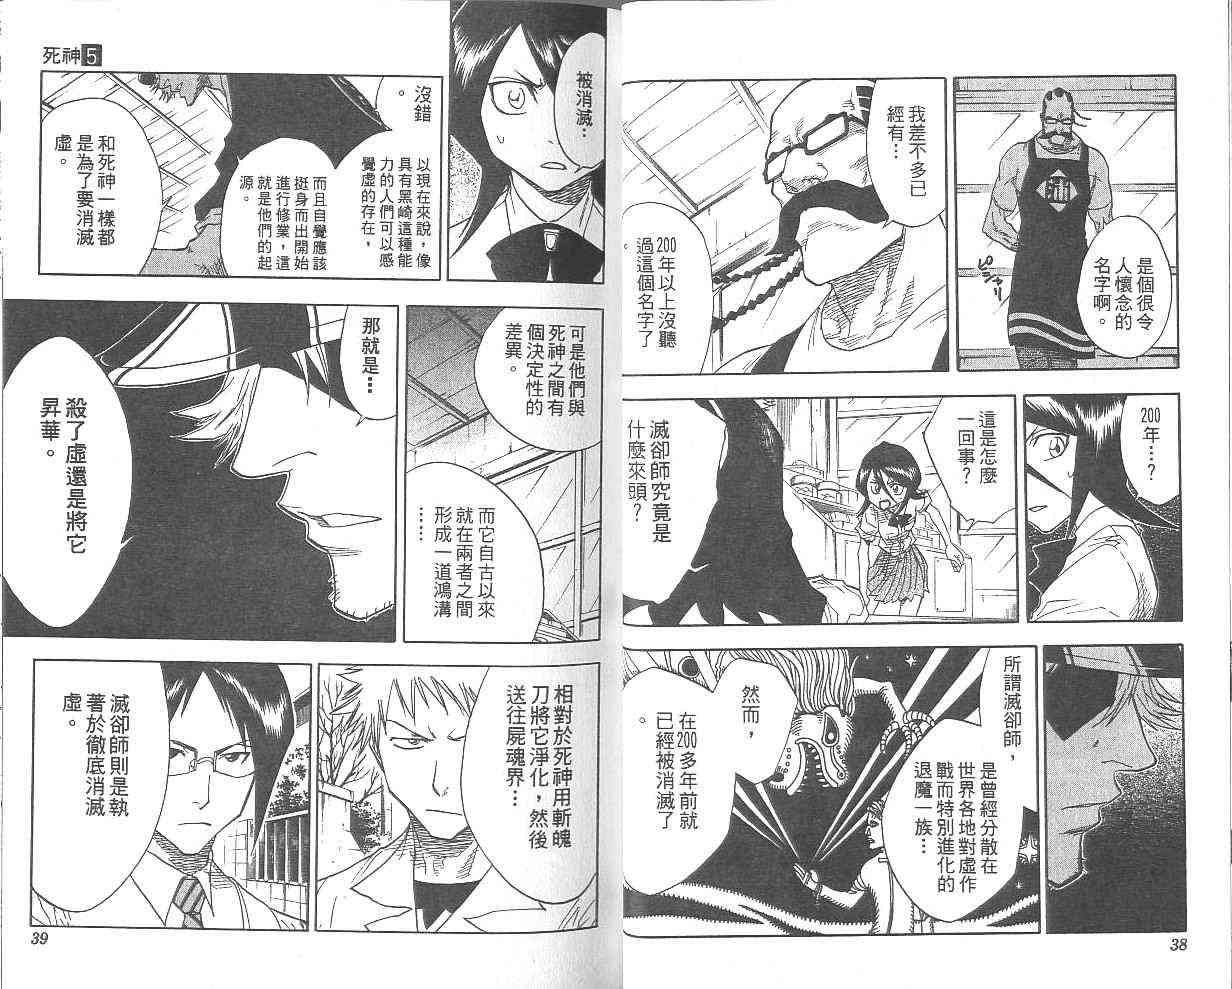 是個很令
人懷念的
名字啊。
ピシャリ
我差不多已
經有…
200年以上沒聽
過這個名字了
。
200年…？
這是怎麼
一回事？
滅卻師究竟是
什麼來頭？
所謂滅卻師，
是曾經分散在
世界各地對虛作
戰而特別進化的
退魔一族…
然而，
在200多年前就
已經被消滅了
。
38
死神5
被消滅…
沒錯
。
以現在來說，像
具有黑崎這種能
力的人們可以感
覺虛的存在，
而且自覺應該
挺身而出開始
進行修業，這
就是他們的起
源。
和死神一樣都
是為了要消滅
虛。
可是他們與
死神之間有
個決定性的
差異。
而它自古以來
就在兩者之間
形成一道鴻溝
……
那就是…
殺了虛還是將它
昇華。
相對於死神用斬魄
刀將它淨化，然後
送往屍魂界…
滅卻師則是執
著於徹底消滅
虛。
39